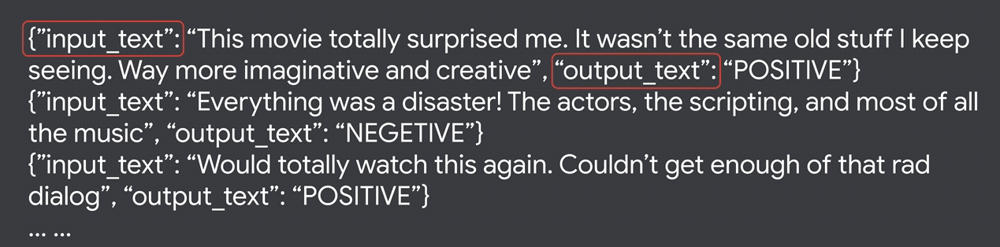 {”input_text”: “This movie totally surprised me. It wasn’t the same old stuff I keep
seeing. Way more imaginative and creative”, “output_text”: “POSITIVE”}
{”input_text”: “Everything was a disaster! The actors, the scripting, and most of all
the music”, “output_text”: “NEGETIVE”}
{”input_text”: “Would totally watch this again. Couldn’t get enough of that rad
dialog”, “output_text”: “POSITIVE”}
... ...